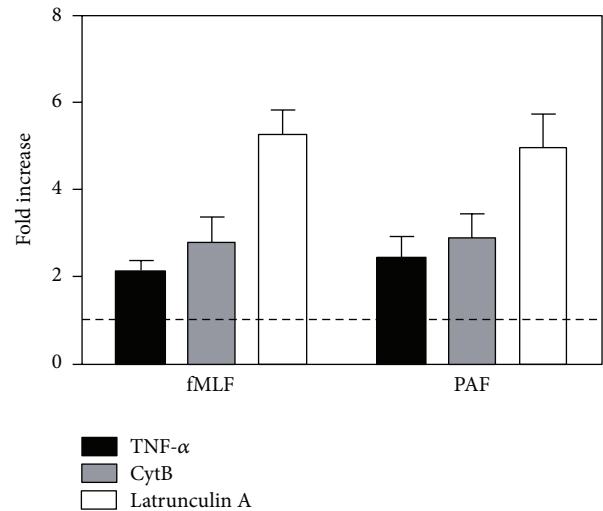 8
6
4
2
0
Fold increase
fMLF PAF
TNF-α
CytB
Latrunculin A